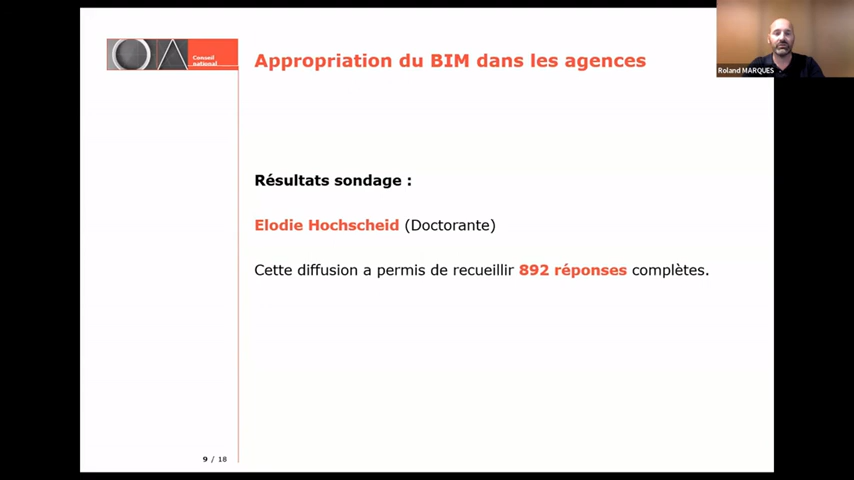 Conseil
national
Appropriation du BIM dans les agences
Roland MARQUES
Résultats sondage :
Elodie Hochscheid (Doctorante)
Cette diffusion a permis de recueillir 892 réponses complètes.
9 / 18